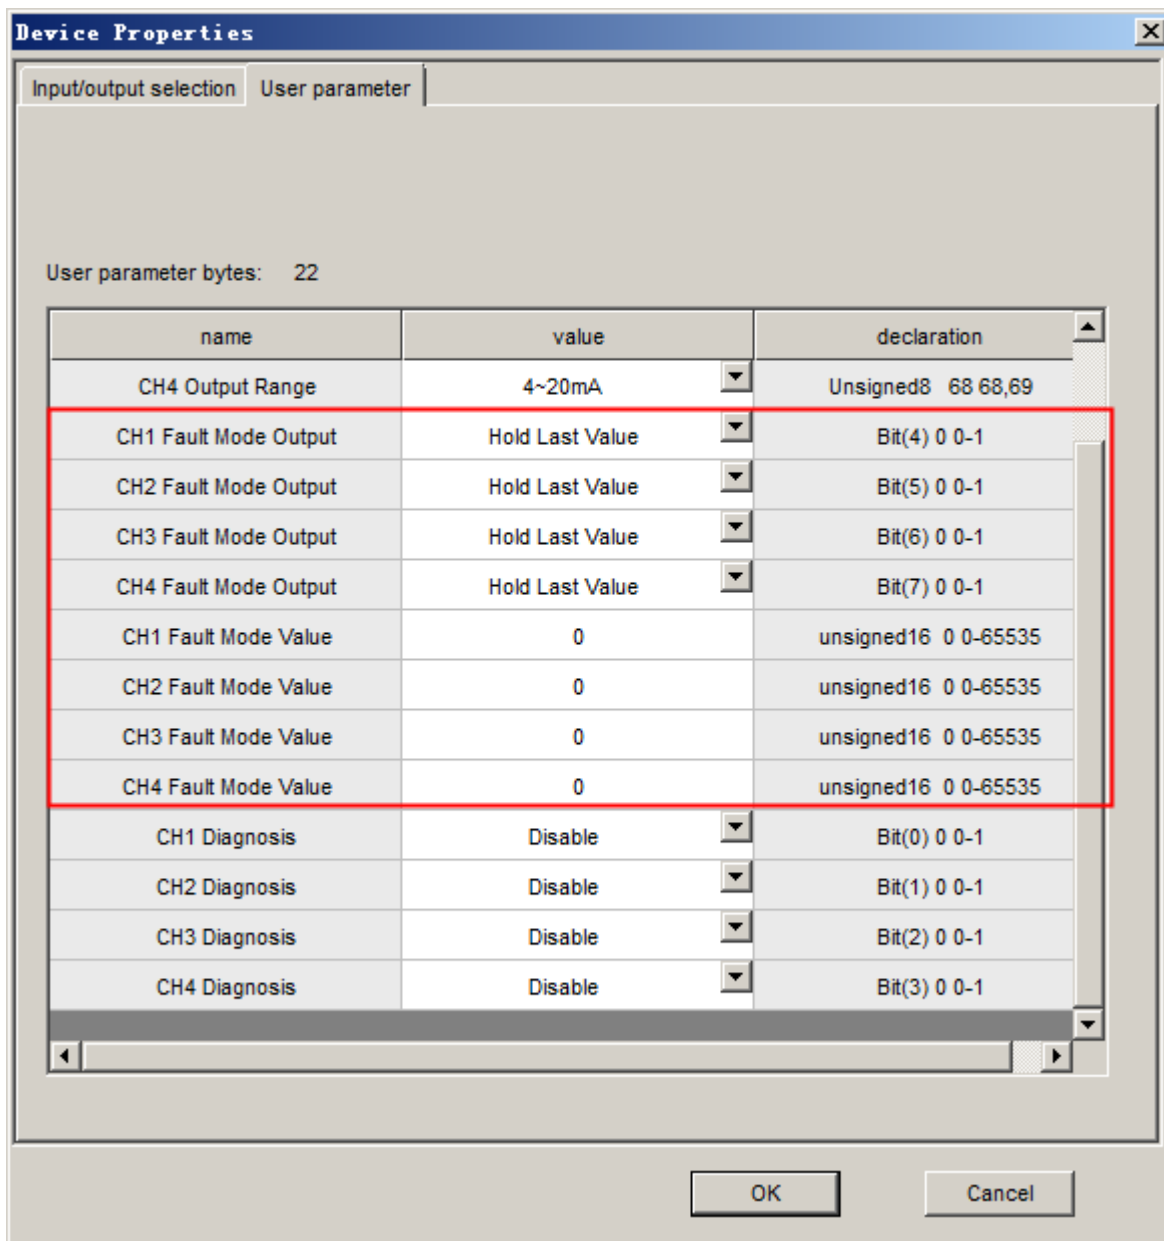 Device Properties
Input/output selection User parameter
User parameter bytes: 22
name value declaration
CH4 Output Range 4~20mA Unsigned8 68 68,69
CH1 Fault Mode Output Hold Last Value Bit(4) 0 0-1
CH2 Fault Mode Output Hold Last Value Bit(5) 0 0-1
CH3 Fault Mode Output Hold Last Value Bit(6) 0 0-1
CH4 Fault Mode Output Hold Last Value Bit(7) 0 0-1
CH1 Fault Mode Value 0 unsigned16 0 0-65535
CH2 Fault Mode Value 0 unsigned16 0 0-65535
CH3 Fault Mode Value 0 unsigned16 0 0-65535
CH4 Fault Mode Value 0 unsigned16 0 0-65535
CH1 Diagnosis Disable Bit(0) 0 0-1
CH2 Diagnosis Disable Bit(1) 0 0-1
CH3 Diagnosis Disable Bit(2) 0 0-1
CH4 Diagnosis Disable Bit(3) 0 0-1
OK Cancel